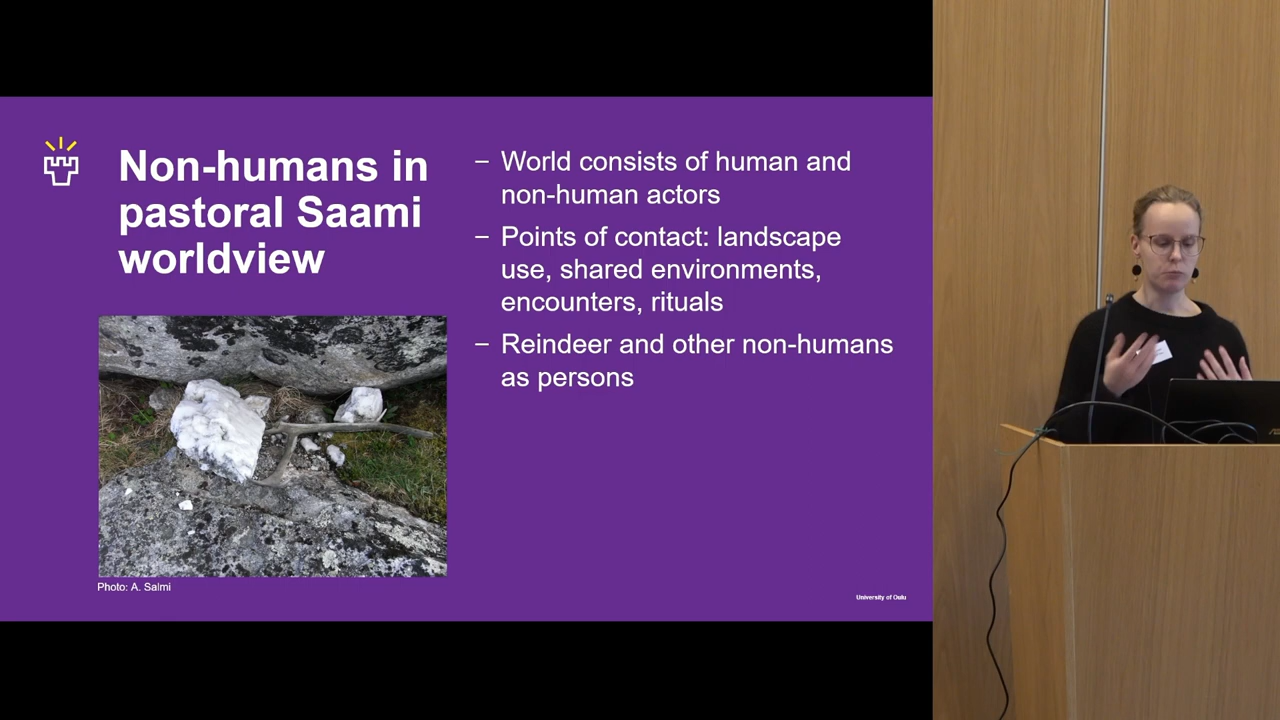 Non-humans in
pastoral Saami
worldview
– World consists of human and
non-human actors
– Points of contact: landscape
use, shared environments,
encounters, rituals
– Reindeer and other non-humans
as persons
Photo: A. Salmi
University of Oulu